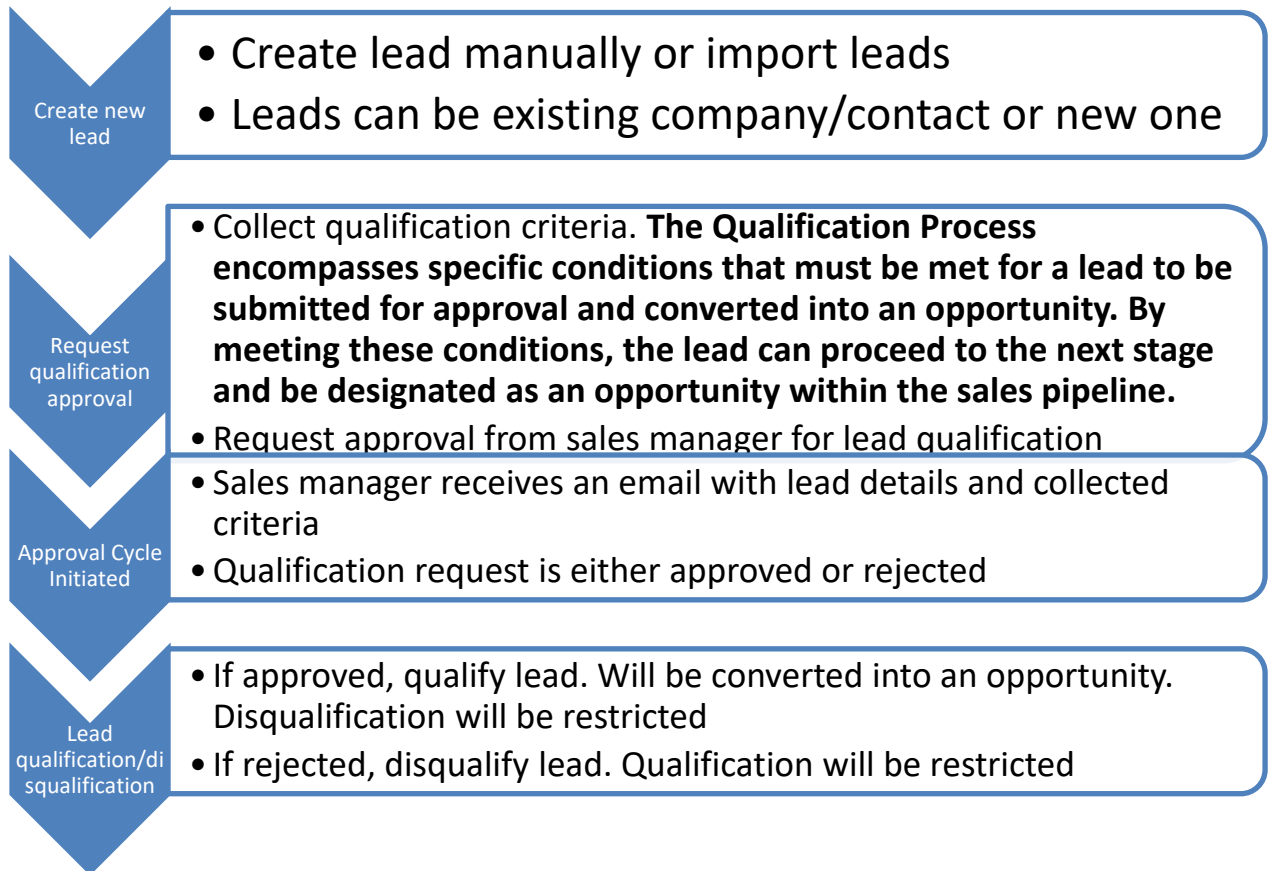 Create new
lead
• Create lead manually or import leads
• Leads can be existing company/contact or new one
Request
qualification
approval
• Collect qualification criteria. The Qualification Process
encompasses specific conditions that must be met for a lead to be
submitted for approval and converted into an opportunity. By
meeting these conditions, the lead can proceed to the next stage
and be designated as an opportunity within the sales pipeline.
• Request approval from sales manager for lead qualification
Approval Cycle
Initiated
• Sales manager receives an email with lead details and collected
criteria
• Qualification request is either approved or rejected
Lead
qualification/di
squalification
• If approved, qualify lead. Will be converted into an opportunity.
Disqualification will be restricted
• If rejected, disqualify lead. Qualification will be restricted